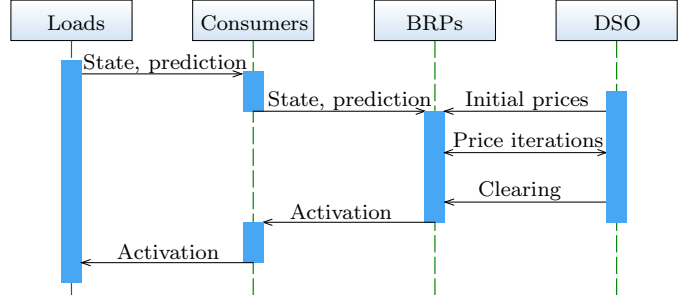 Loads
Consumers
BRPs
DSO
State, prediction
State, prediction
Initial prices
Price iterations
Clearing
Activation
Activation